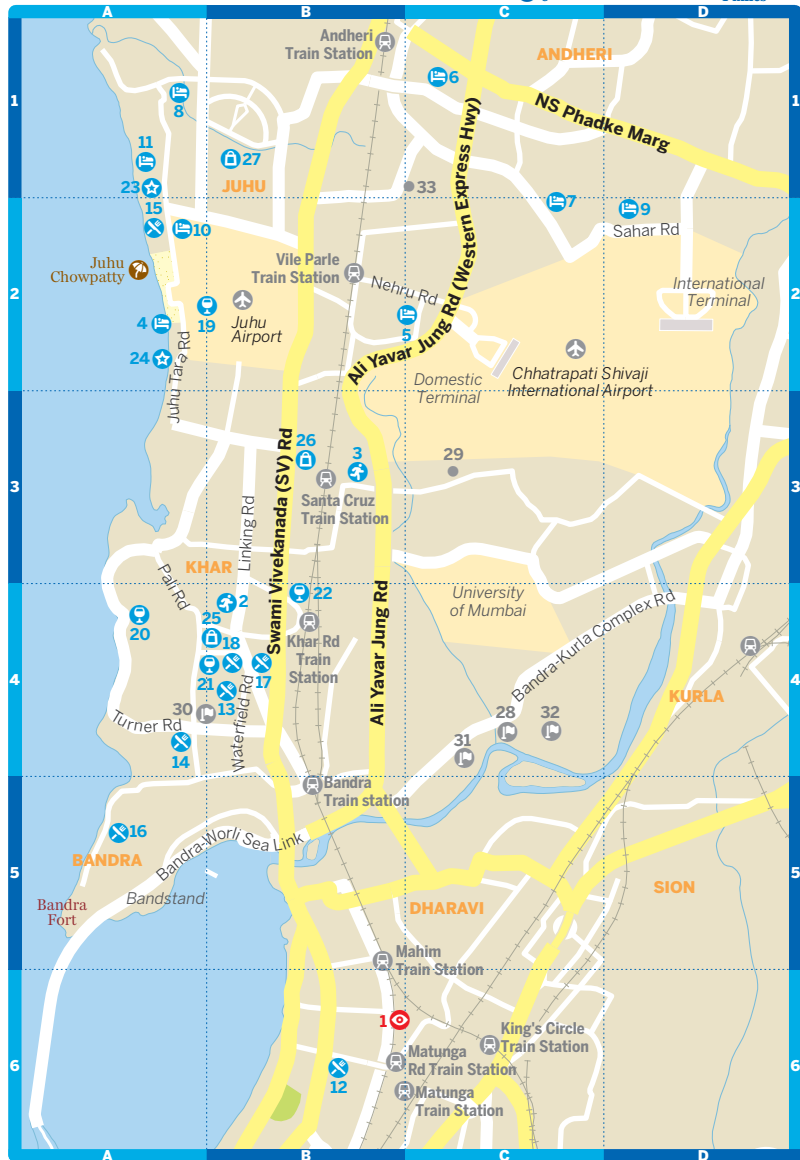 A
B
C
D
Andheri
Train Station
6
ANDHERI
1
1
8
NS Phadke Marg
11
27
23
JUHU
33
15
7
9
10
Sahar Rd
Juhu
Chowpatty
Vile Parle
Train Station
Nehru Rd
International
Terminal
2
2
4
19
Juhu
Airport
5
24
Juhu Tara Rd
Ali Yavar Jung Rd (Western Express Hwy)
Domestic
Terminal
Chhatrapati Shivaji
International Airport
26
3
29
3
3
Santa Cruz
Train Station
Linking Rd
Swami Vivekanada (SV) Rd
KHAR
Pali Rd
2
22
University
of Mumbai
20
25
18
Khar Rd
Train
Station
Ali Yavar Jung Rd
Bandra-Kurla Complex Rd
21
17
13
4
4
KURLA
30
Turner Rd
Waterfield Rd
14
31
28
32
Bandra
Train station
16
BANDRA
Bandra-Worli Sea Link
5
5
Bandstand
Bandra
Fort
DHARAVI
SION
Mahim
Train Station
1
King's Circle
Train Station
Matunga
Rd Train Station
12
6
6
Matunga
Train Station
A
B
C
D